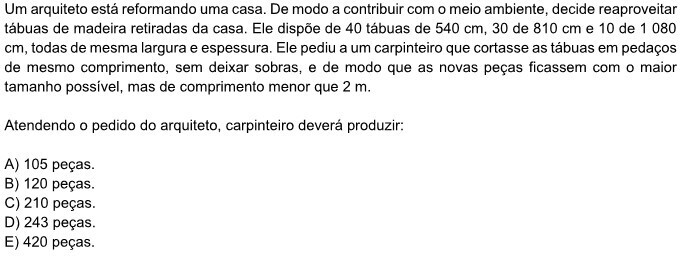 Um arquiteto está reformando uma casa. De modo a contribuir com o meio ambiente, decide reaproveitar
tábuas de madeira retiradas da casa. Ele dispõe de 40 tábuas de 540 cm, 30 de 810 cm e 10 de 1 080
cm, todas de mesma largura e espessura. Ele pediu a um carpinteiro que cortasse as tábuas em pedaços
de mesmo comprimento, sem deixar sobras, e de modo que as novas peças ficassem com o maior
tamanho possível, mas de comprimento menor que 2 m.
Atendendo o pedido do arquiteto, carpinteiro deverá produzir:
A) 105 peças.
B) 120 peças.
C) 210 peças.
D) 243 peças.
E) 420 peças.